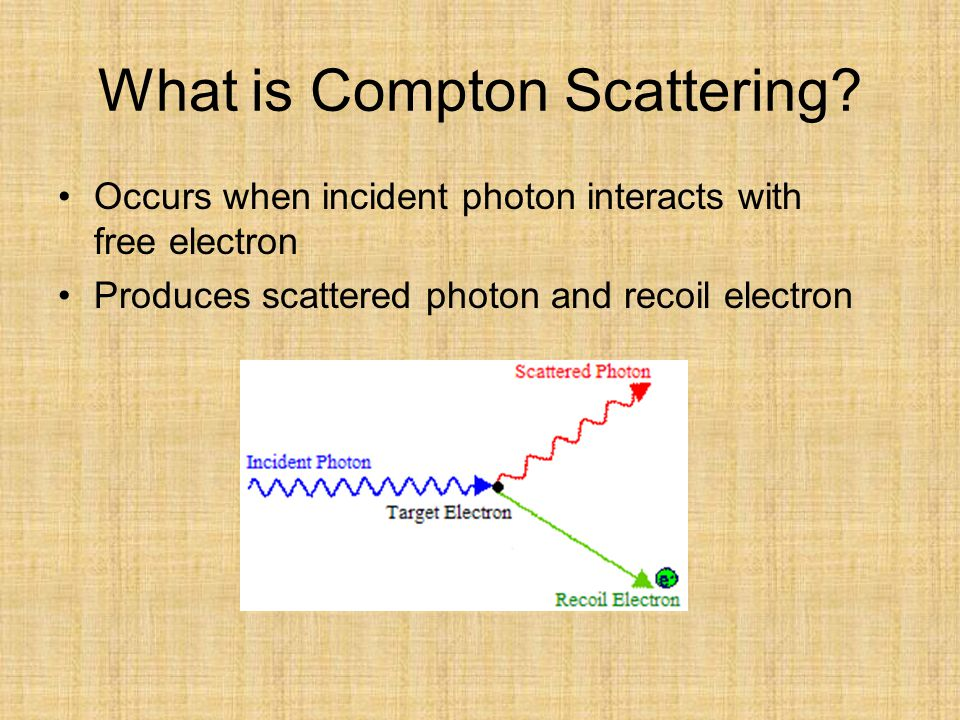 What is Compton Scattering?
• Occurs when incident photon interacts with
free electron
• Produces scattered photon and recoil electron
Scattered Photon
Incident Photon
Target Electron
e-
Recoil Electron